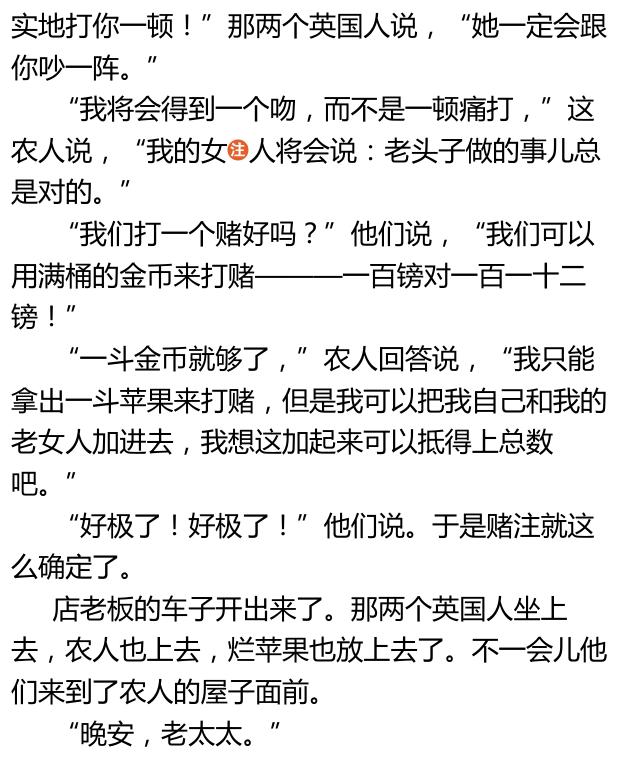 实地打你一顿！”那两个英国人说，“她一定会跟
你吵一阵。”
“我将会得到一个吻，而不是一顿痛打，”这
农人说，“我的女注人将会说：老头子做的事儿总
是对的。”
“我们打一个赌好吗？”他们说，“我们可以
用满桶的金币来打赌———一百镑对一百一十二
镑！”
“一斗金币就够了，”农人回答说，“我只能
拿出一斗苹果来打赌，但是我可以把我自己和我的
老女人加进去，我想这加起来可以抵得上总数
吧。”
“好极了！好极了！”他们说。于是赌注就这
么确定了。
店老板的车子开出来了。那两个英国人坐上
去，农人也上去，烂苹果也放上去了。不一会儿他
们来到了农人的屋子面前。
“晚安，老太太。”